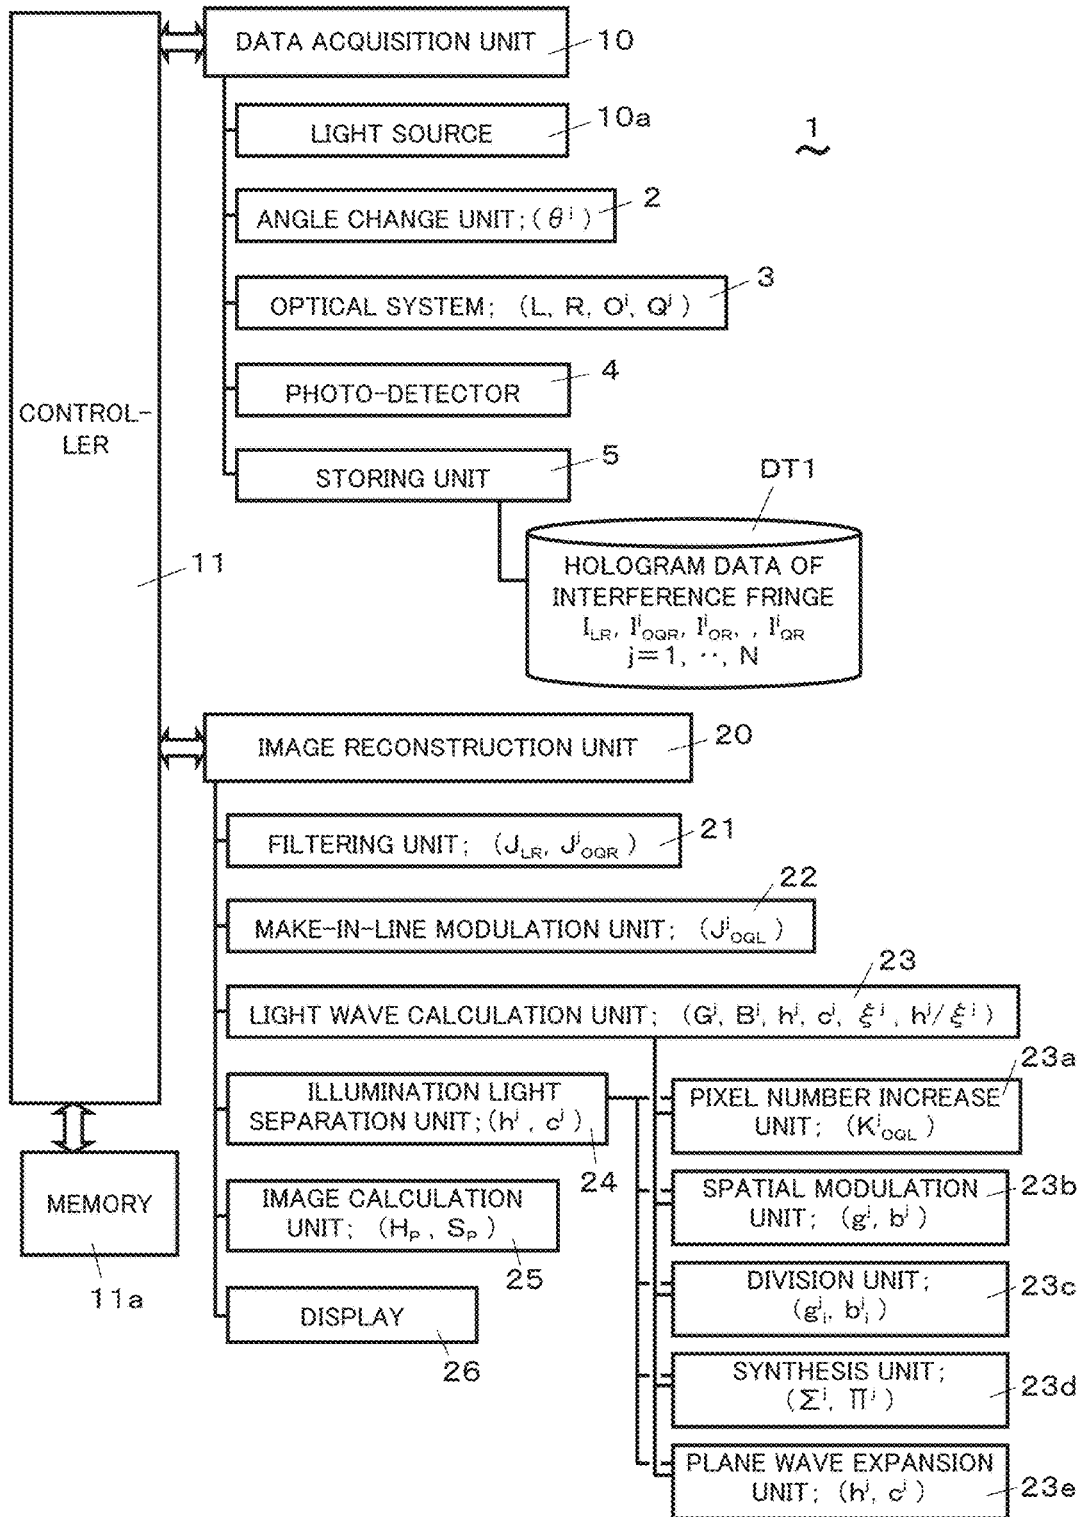 DATA ACQUISITION UNIT
10
LIGHT SOURCE
10a
1
ANGLE CHANGE UNIT; (θʲ)
2
OPTICAL SYSTEM; (L, R, Oʲ, Qʲ)
3
PHOTO-DETECTOR
4
STORING UNIT
5
DT1
HOLOGRAM DATA OF
INTERFERENCE FRINGE
I_LR, Iʲ_OQR, Iʲ_OR, , Iʲ_QR
j=1, ‥, N
CONTROL-
LER
11
IMAGE RECONSTRUCTION UNIT
20
FILTERING UNIT; (J_LR, Jʲ_OQR)
21
MAKE-IN-LINE MODULATION UNIT; (Jʲ_OQL)
22
LIGHT WAVE CALCULATION UNIT; (Gʲ, Bʲ, hʲ, cʲ, ξʲ, hʲ/ξʲ)
23
ILLUMINATION LIGHT
SEPARATION UNIT; (hʲ, cʲ)
24
PIXEL NUMBER INCREASE
UNIT; (Kʲ_OQL)
23a
SPATIAL MODULATION
UNIT; (gʲ, bʲ)
23b
IMAGE CALCULATION
UNIT; (H_P, S_P)
25
DIVISION UNIT;
(gʲ_i, bʲ_i)
23c
DISPLAY
26
SYNTHESIS UNIT;
(Σʲ, Πʲ)
23d
PLANE WAVE EXPANSION
UNIT; (hʲ, cʲ)
23e
MEMORY
11a